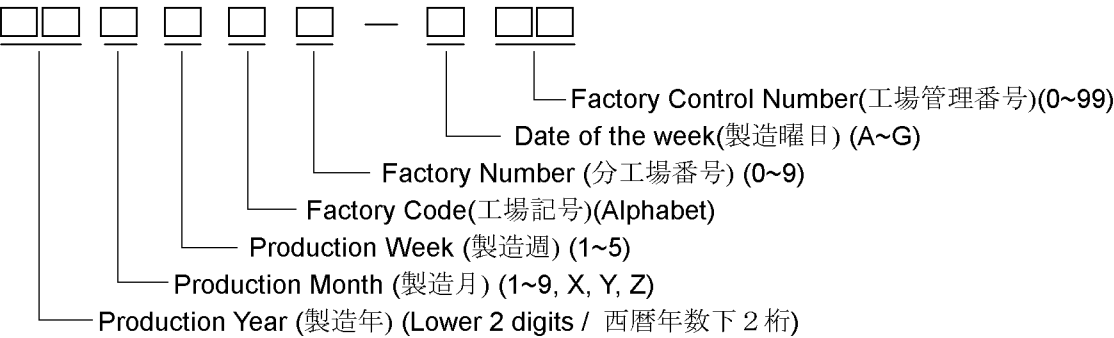 Factory Control Number(工場管理番号)(0~99)
Date of the week(製造曜日) (A~G)
Factory Number (分工場番号) (0~9)
Factory Code(工場記号)(Alphabet)
Production Week (製造週) (1~5)
Production Month (製造月) (1~9, X, Y, Z)
Production Year (製造年) (Lower 2 digits / 西暦年数下２桁)